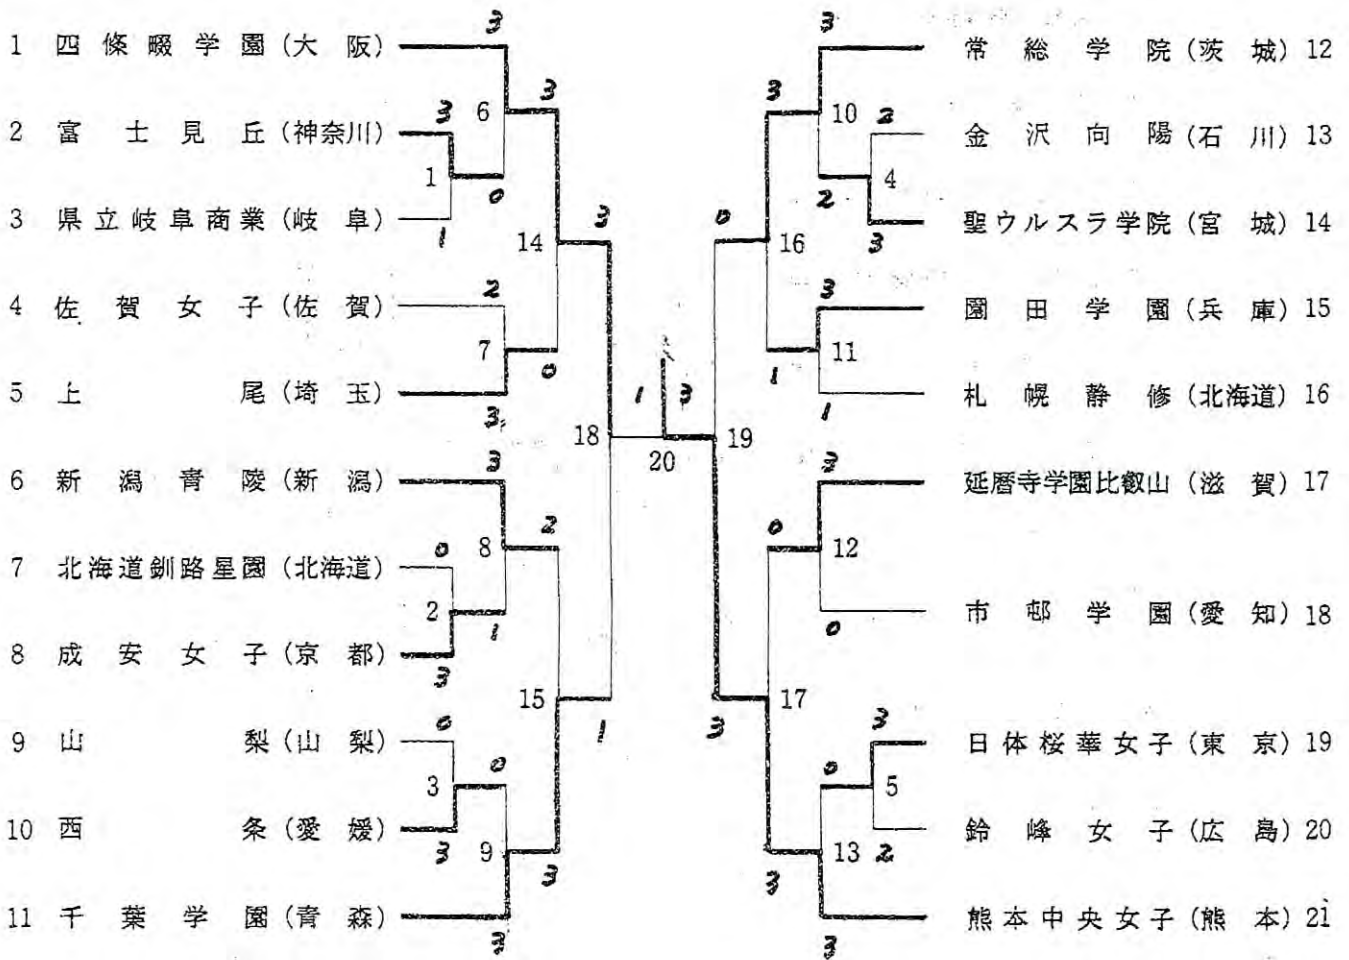 1 四條畷学園(大阪)
2 富士見丘(神奈川)
3 県立岐阜商業(岐阜)
4 佐賀女子(佐賀)
5 上尾(埼玉)
6 新潟青陵(新潟)
7 北海道釧路星園(北海道)
8 成安女子(京都)
9 山梨(山梨)
10 西条(愛媛)
11 千葉学園(青森)
3
3
6
3
1
0
1
3
14
2
7
0
3
18
3
2
8
0
2
1
3
15
1
0
0
3
3
9
3
3
1
3
20
19
3
3
10
2
0
2
4
16
3
3
1
11
1
3
0
12
0
17
3
3
0
5
3
13
2
3
常総学院(茨城)12
金沢向陽(石川)13
聖ウルスラ学院(宮城)14
園田学園(兵庫)15
札幌静修(北海道)16
延暦寺学園比叡山(滋賀)17
市邨学園(愛知)18
日体桜華女子(東京)19
鈴峰女子(広島)20
熊本中央女子(熊本)21